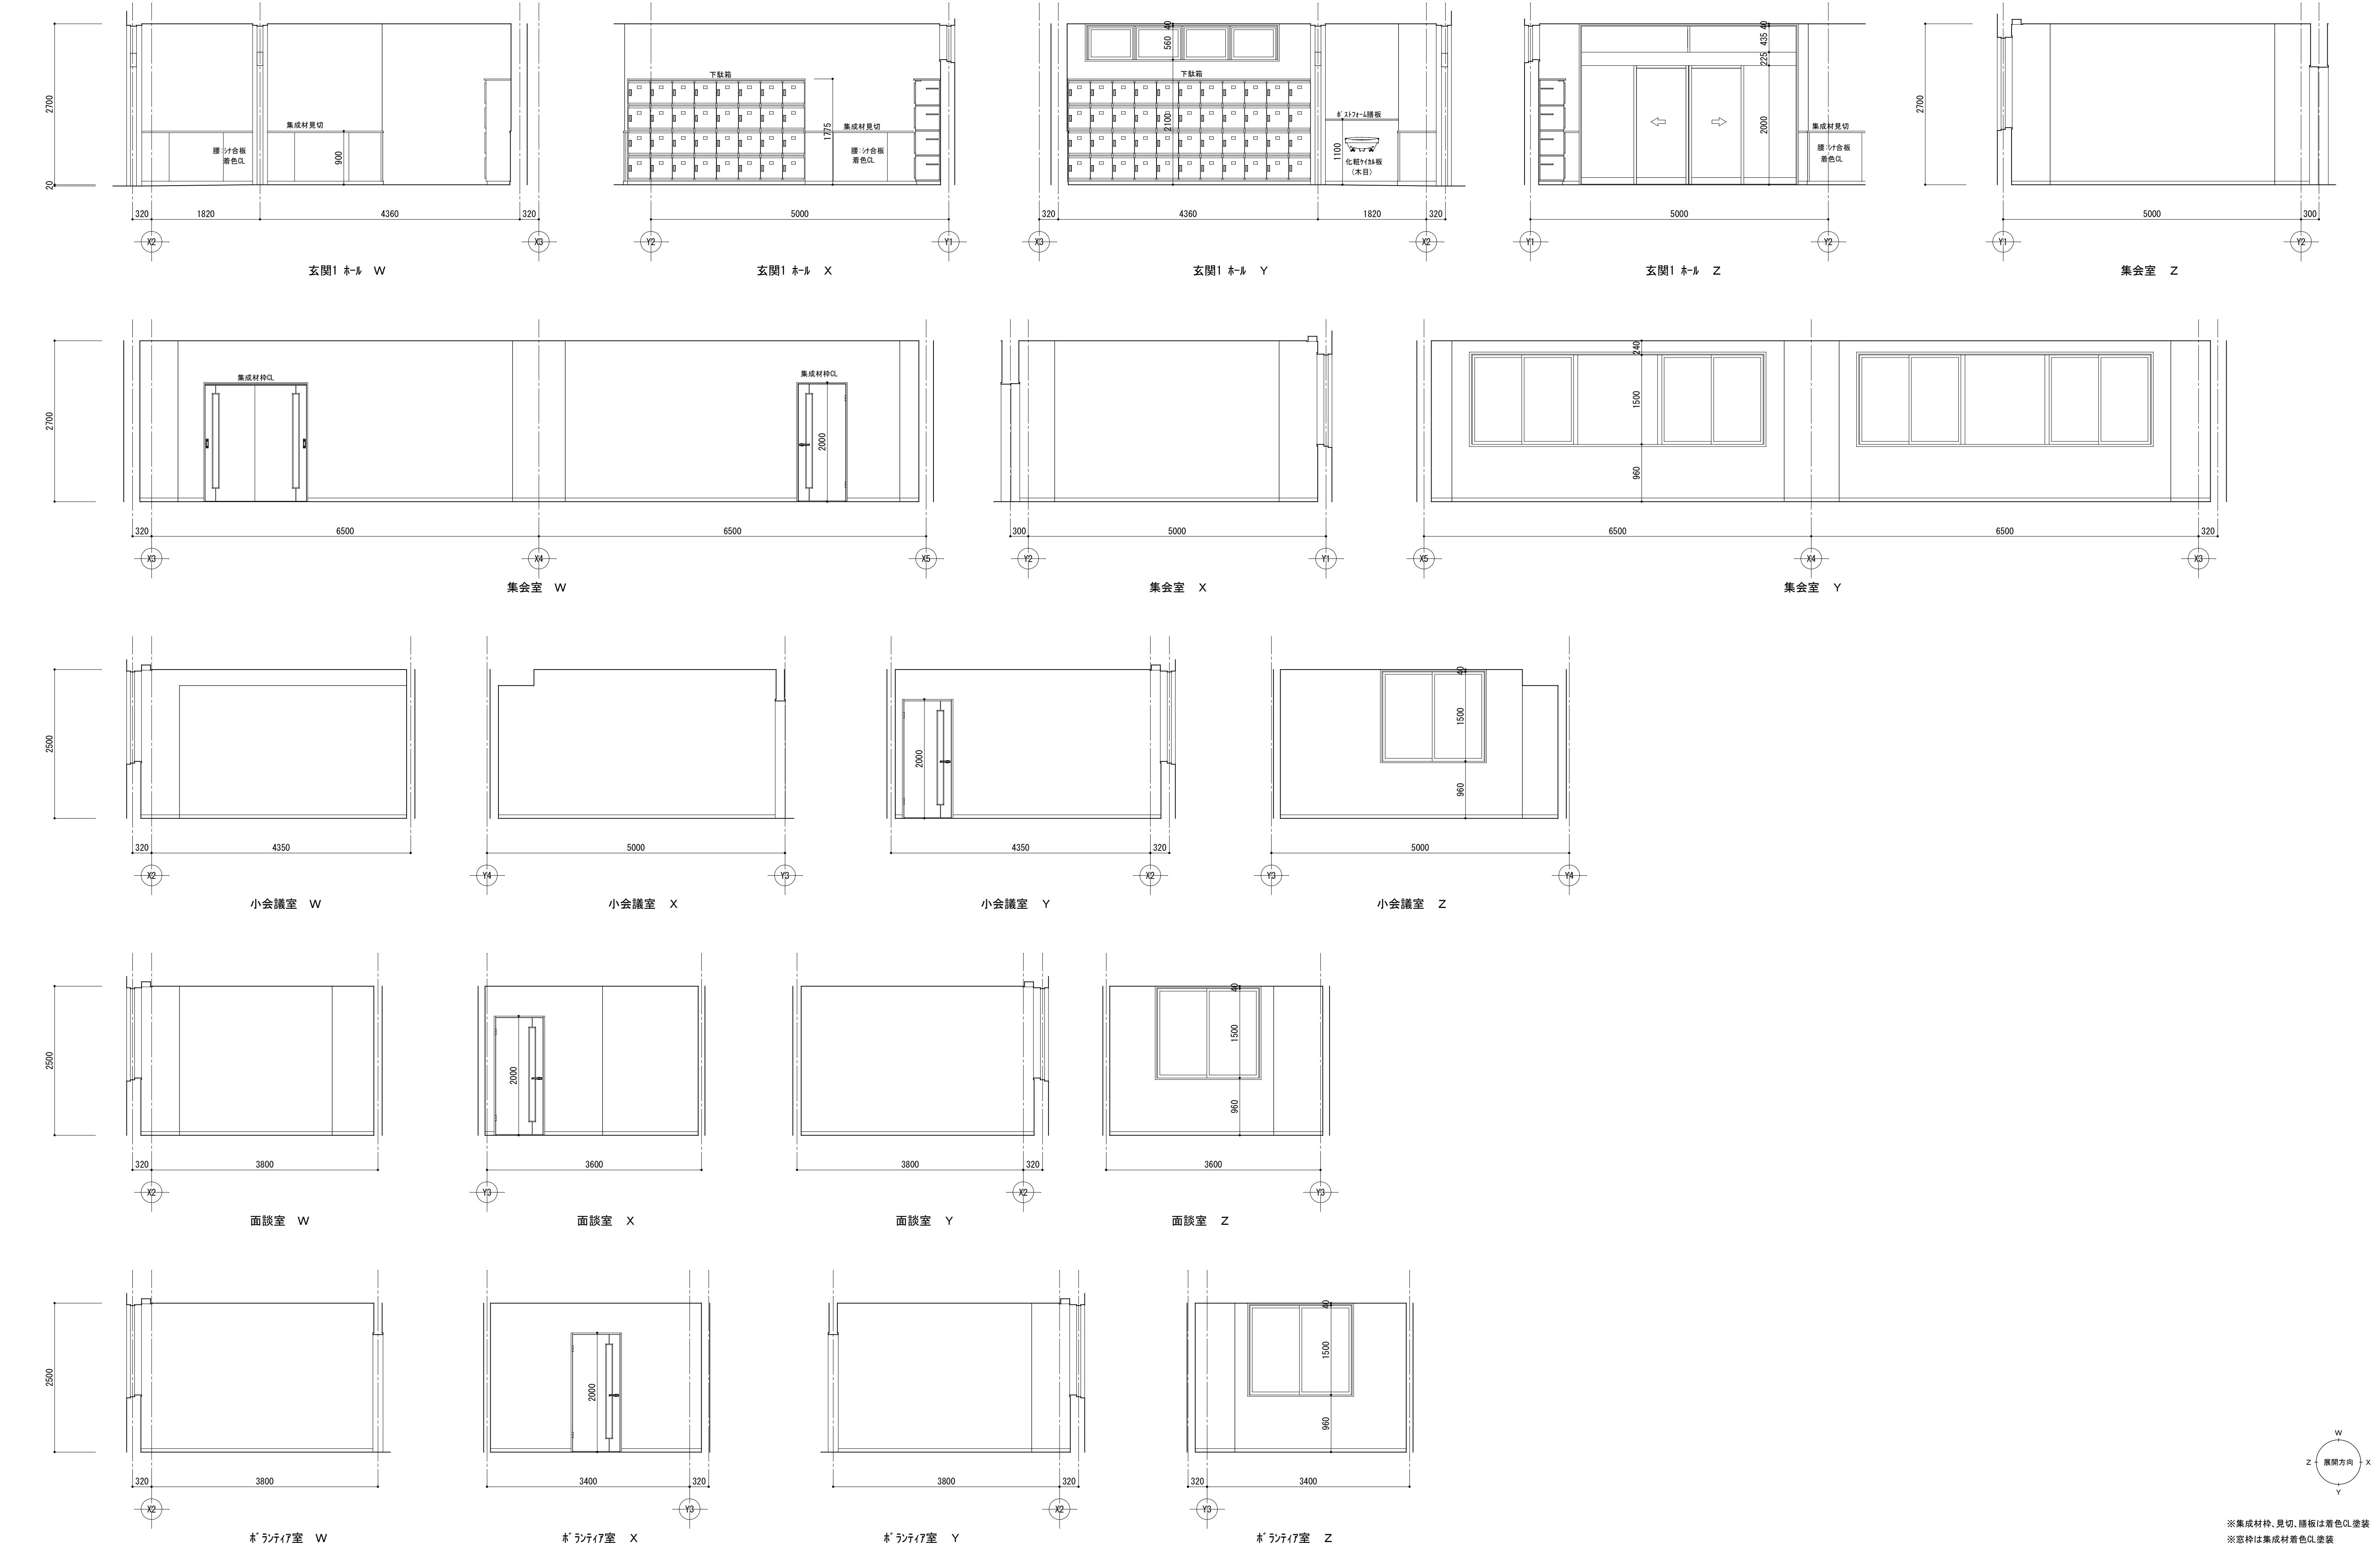 2700
20
腰:ｼﾅ合板
着色CL
集成材見切
900
320
1820
4360
320
X2
X3
玄関1 ﾎｰﾙ W
下駄箱
1775
集成材見切
腰:ｼﾅ合板
着色CL
5000
Y2
Y1
玄関1 ﾎｰﾙ X
40
560
下駄箱
2100
ﾎﾟｽﾄﾌｫｰﾑ膳板
1100
化粧ｹｲｶﾙ板
(木目)
320
4360
1820
320
X3
X2
玄関1 ﾎｰﾙ Y
40
435
225
2000
集成材見切
腰:ｼﾅ合板
着色CL
5000
Y1
Y2
玄関1 ﾎｰﾙ Z
2700
5000
300
Y1
Y2
集会室 Z
2700
集成材枠CL
集成材枠CL
2000
320
6500
6500
X3
X4
X5
集会室 W
300
5000
Y2
Y1
集会室 X
240
1500
960
6500
6500
320
X5
X4
X3
集会室 Y
2500
320
4350
X2
小会議室 W
5000
Y4
Y3
小会議室 X
2000
4350
320
X2
小会議室 Y
40
1500
960
5000
Y3
Y4
小会議室 Z
2500
320
3800
X2
面談室 W
2000
3600
Y3
面談室 X
3800
320
X2
面談室 Y
40
1500
960
3600
Y3
面談室 Z
2500
320
3800
X2
ﾎﾞﾗﾝﾃｨｱ室 W
2000
3400
320
Y3
ﾎﾞﾗﾝﾃｨｱ室 X
3800
320
X2
ﾎﾞﾗﾝﾃｨｱ室 Y
40
1500
960
320
3400
Y3
ﾎﾞﾗﾝﾃｨｱ室 Z
W
Z 展開方向 X
Y
※集成材枠、見切、膳板は着色CL塗装
※窓枠は集成材着色CL塗装